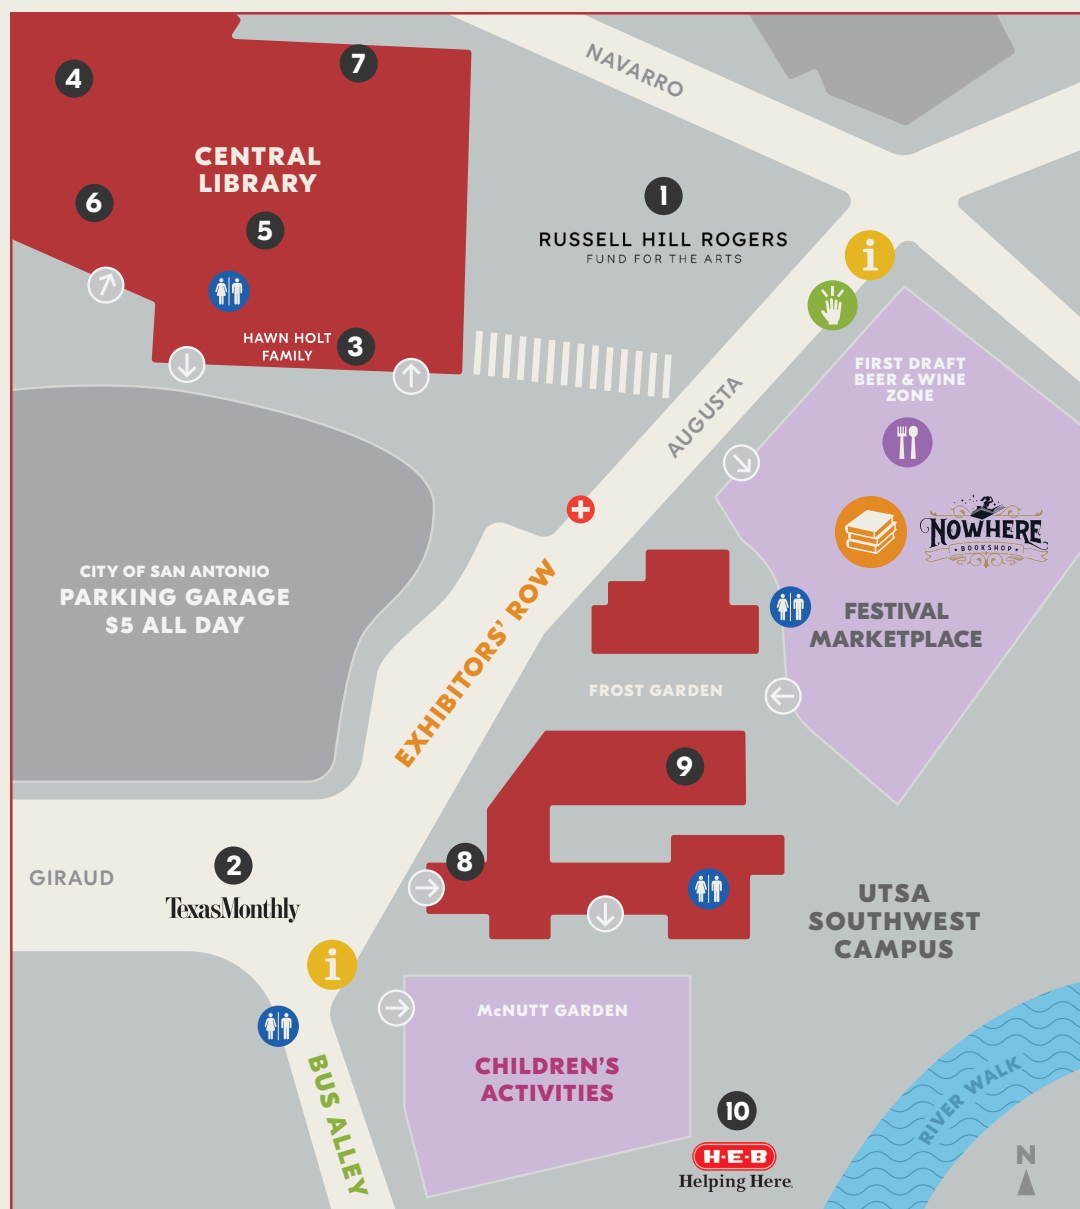 NAVARRO
4
7
CENTRAL
LIBRARY
6
5
1
RUSSELL HILL ROGERS
FUND FOR THE ARTS
i
HAWN HOLT
FAMILY
3
FIRST DRAFT
BEER & WINE
ZONE
AUGUSTA
NOWHERE
BOOKSHOP
CITY OF SAN ANTONIO
PARKING GARAGE
$5 ALL DAY
EXHIBITORS' ROW
FESTIVAL
MARKETPLACE
FROST GARDEN
9
8
2
GIRAUD
TexasMonthly
UTSA
SOUTHWEST
CAMPUS
i
McNUTT GARDEN
CHILDREN'S
ACTIVITIES
BUS ALLEY
10
H-E-B
Helping Here.
RIVER WALK
N